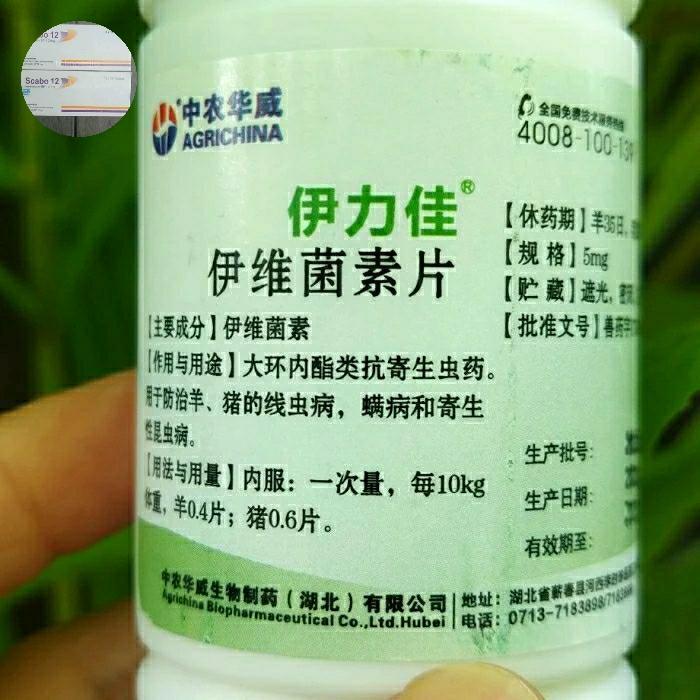 Scabo 12
Scabo 12
中农华威
AGRICHINA
全国免费技术服务热线
4008-100-139
伊力佳®
伊维菌素片
【主要成分】伊维菌素
【作用与用途】大环内酯类抗寄生虫药。
用于防治羊、猪的线虫病，螨病和寄生
性昆虫病。
【用法与用量】内服：一次量，每10kg
体重，羊0.4片；猪0.6片。
【休药期】羊35日，
【规格】5mg
【贮藏】遮光，密
【批准文号】兽药字
生产批号：
生产日期：
有效期至：
中农华威生物制药（湖北）有限公司
Agrichina Biopharmaceutical Co.,Ltd.Hubei
地址：湖北省蕲春县河西
电话：0713-7183898/